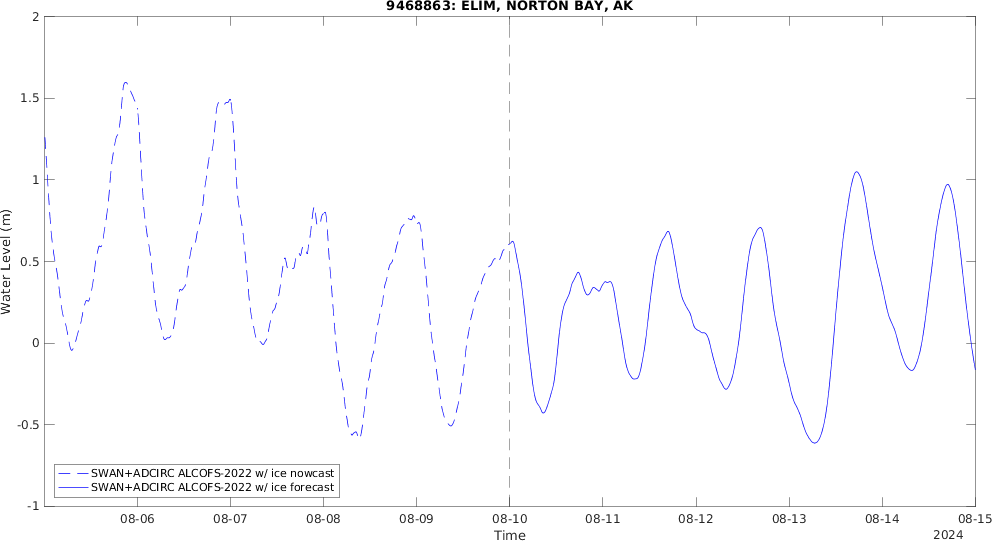 9468863: ELIM, NORTON BAY, AK
2
1.5
1
0.5
0
-0.5
-1
Water Level (m)
SWAN+ADCIRC ALCOFS-2022 w/ ice nowcast
SWAN+ADCIRC ALCOFS-2022 w/ ice forecast
08-06 08-07 08-08 08-09 08-10 08-11 08-12 08-13 08-14 08-15
Time
2024